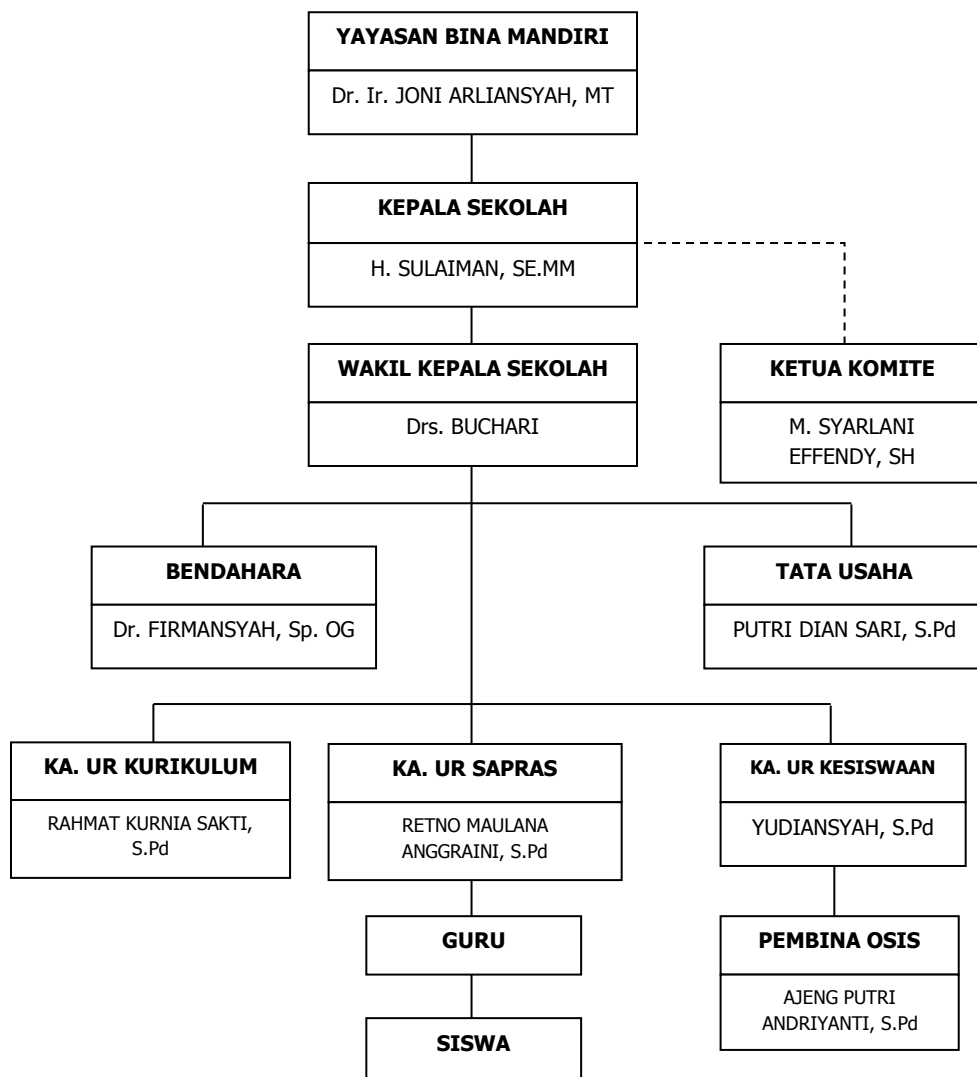 YAYASAN BINA MANDIRI
Dr. Ir. JONI ARLIANSYAH, MT
KEPALA SEKOLAH
H. SULAIMAN, SE.MM
WAKIL KEPALA SEKOLAH
Drs. BUCHARI
KETUA KOMITE
M. SYARLANI
EFFENDY, SH
BENDAHARA
Dr. FIRMANSYAH, Sp. OG
TATA USAHA
PUTRI DIAN SARI, S.Pd
KA. UR KURIKULUM
RAHMAT KURNIA SAKTI,
S.Pd
KA. UR SAPRAS
RETNO MAULANA
ANGGRAINI, S.Pd
KA. UR KESISWAAN
YUDIANSYAH, S.Pd
GURU
PEMBINA OSIS
AJENG PUTRI
ANDRIYANTI, S.Pd
SISWA